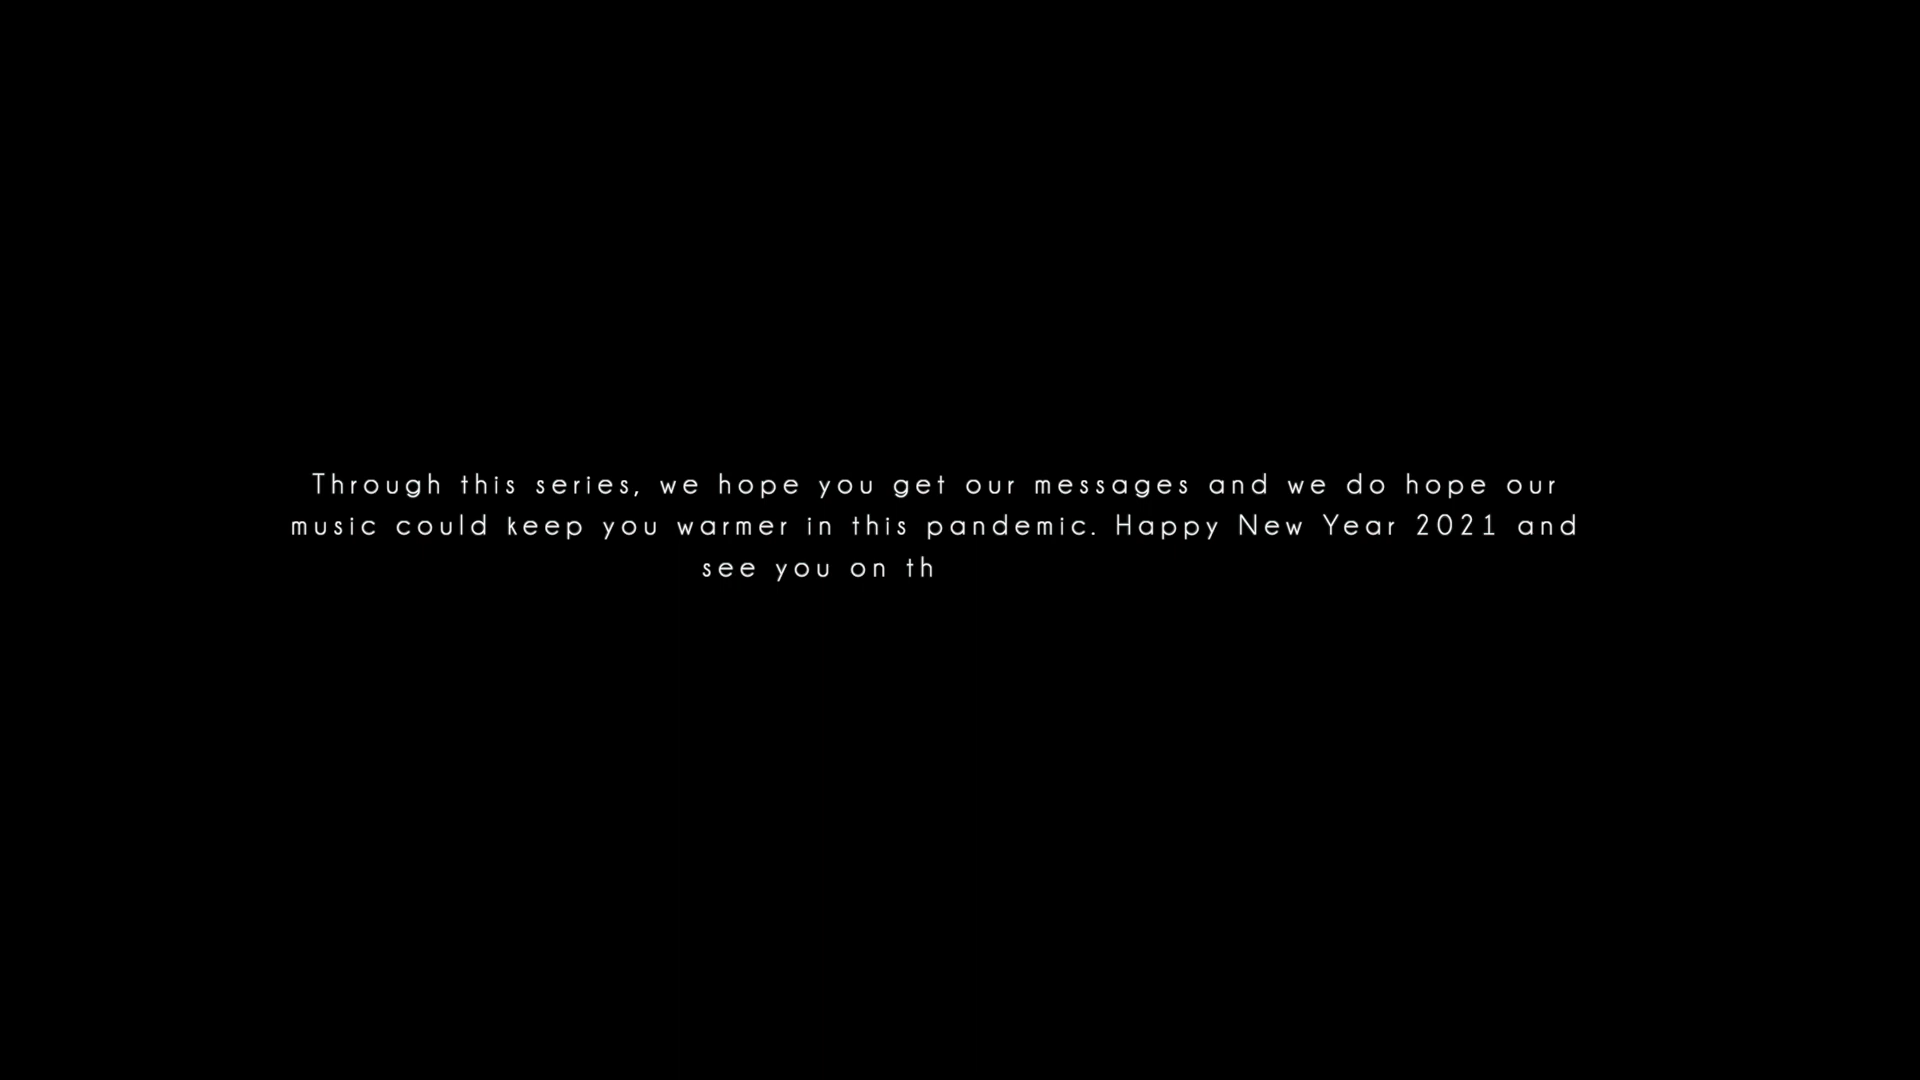 Through this series, we hope you get our messages and we do hope our
music could keep you warmer in this pandemic. Happy New Year 2021 and
see you on th